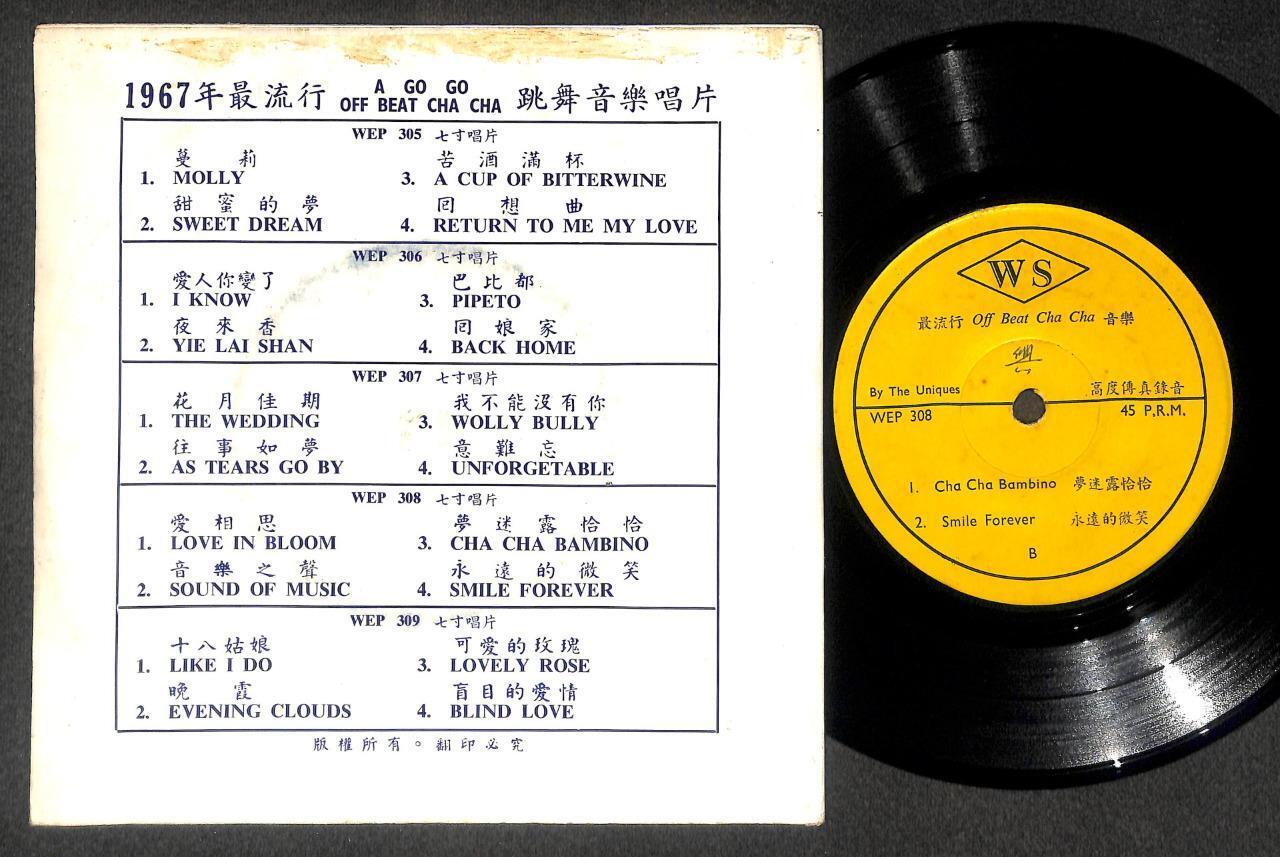 1967年最流行 A GO GO OFF BEAT CHA CHA 跳舞音樂唱片
WEP 305 七寸唱片
蔓莉
1. MOLLY
甜蜜的夢
2. SWEET DREAM
苦酒滿杯
3. A CUP OF BITTERWINE
回想曲
4. RETURN TO ME MY LOVE
WEP 306 七寸唱片
愛人你變了
1. I KNOW
夜來香
2. YIE LAI SHAN
巴比都
3. PIPETO
回娘家
4. BACK HOME
WEP 307 七寸唱片
花月佳期
1. THE WEDDING
往事如夢
2. AS TEARS GO BY
我不能沒有你
3. WOLLY BULLY
意難忘
4. UNFORGETABLE
WEP 308 七寸唱片
愛相思
1. LOVE IN BLOOM
音樂之聲
2. SOUND OF MUSIC
夢迷露恰恰
3. CHA CHA BAMBINO
永遠的微笑
4. SMILE FOREVER
WEP 309 七寸唱片
十八姑娘
1. LIKE I DO
晚霞
2. EVENING CLOUDS
可愛的玫瑰
3. LOVELY ROSE
盲目的愛情
4. BLIND LOVE
版權所有。翻印必究
WS
最流行 Off Beat Cha Cha 音樂
By The Uniques
高度傳真錄音
WEP 308
45 P.R.M.
1. Cha Cha Bambino 夢迷露恰恰
2. Smile Forever 永遠的微笑
B